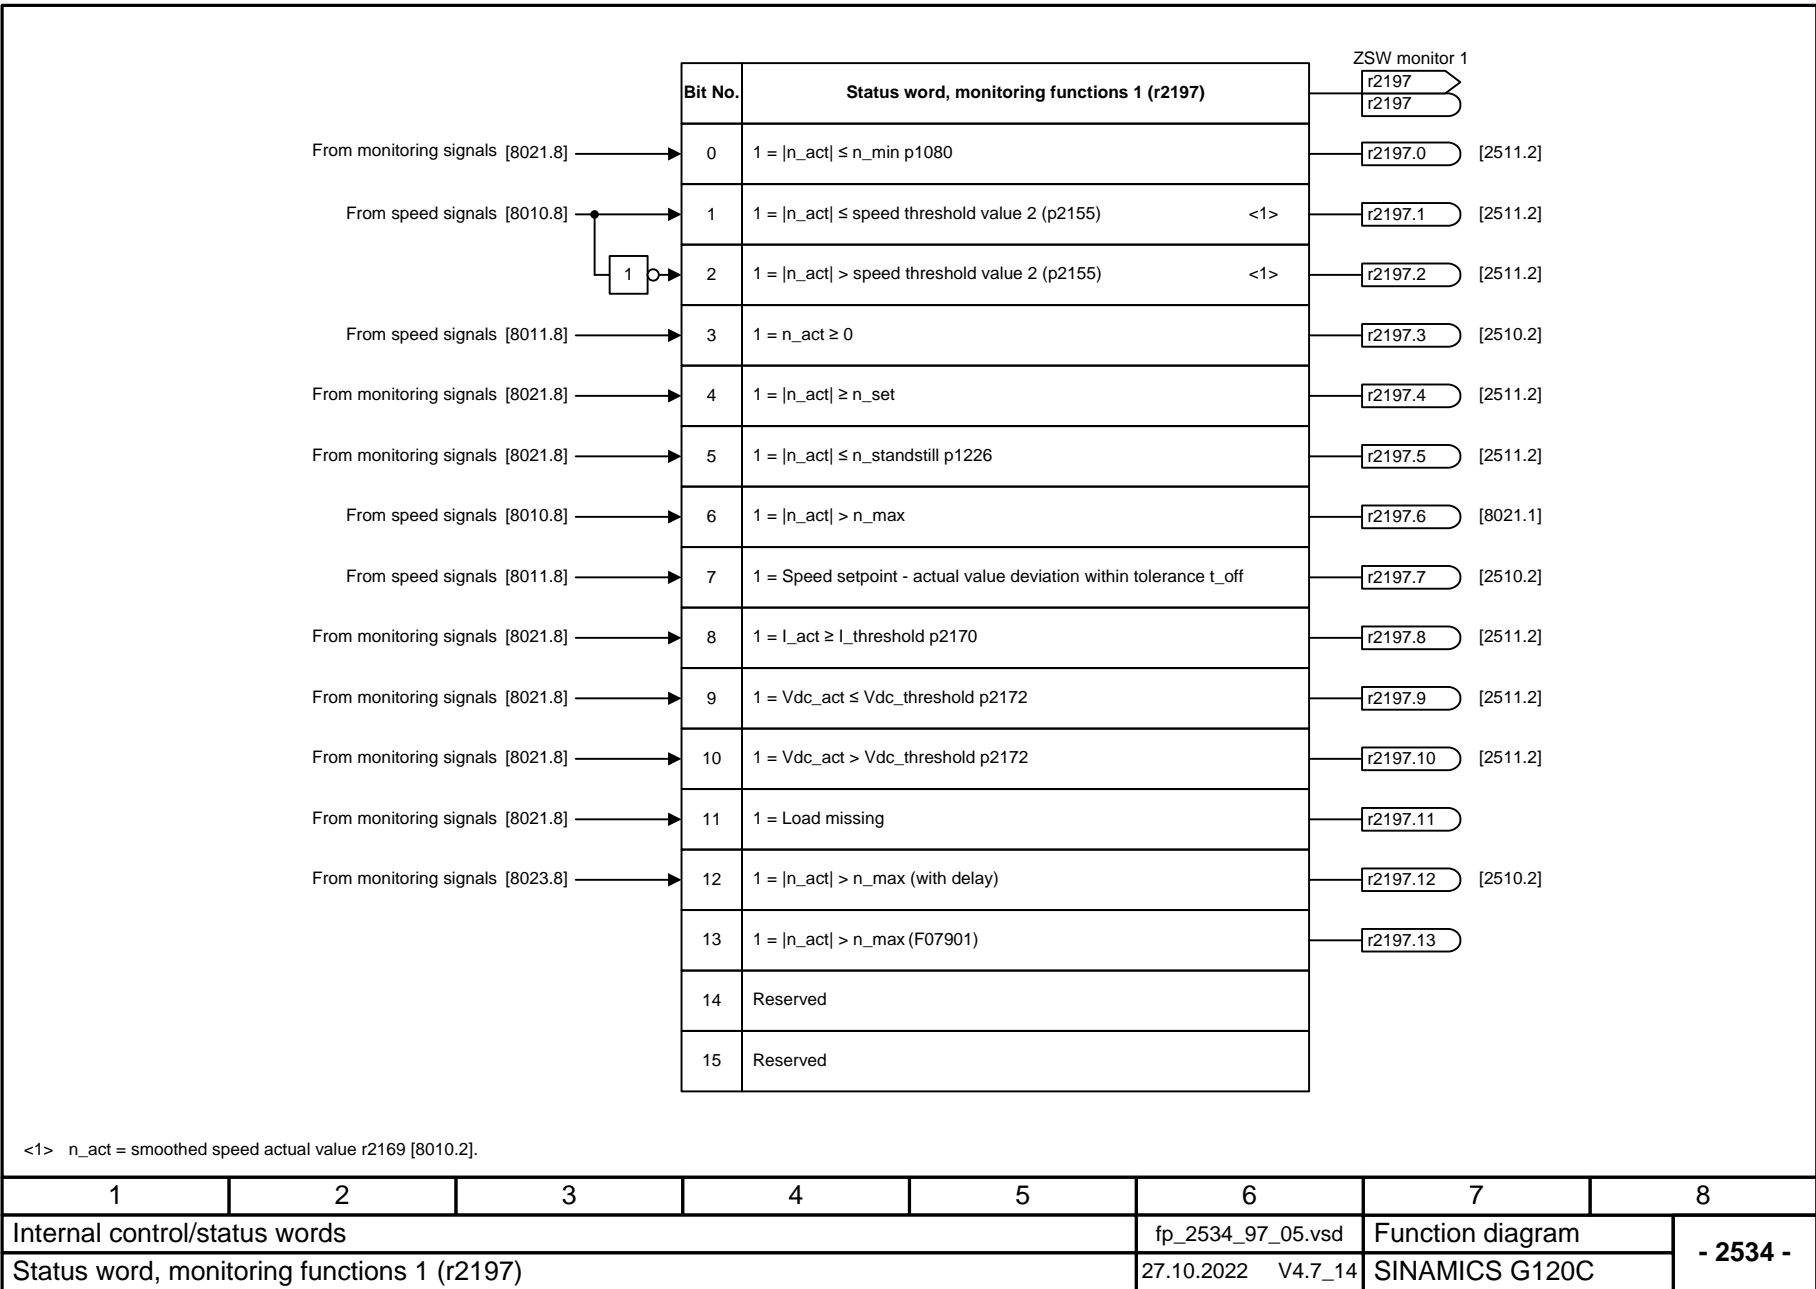 ZSW monitor 1
Bit No. Status word, monitoring functions 1 (r2197) r2197
r2197
From monitoring signals [8021.8] 0 1 = |n_act| ≤ n_min p1080 r2197.0 [2511.2]
From speed signals [8010.8] 1 1 = |n_act| ≤ speed threshold value 2 (p2155) <1> r2197.1 [2511.2]
1 2 1 = |n_act| > speed threshold value 2 (p2155) <1> r2197.2 [2511.2]
From speed signals [8011.8] 3 1 = n_act ≥ 0 r2197.3 [2510.2]
From monitoring signals [8021.8] 4 1 = |n_act| ≥ n_set r2197.4 [2511.2]
From monitoring signals [8021.8] 5 1 = |n_act| ≤ n_standstill p1226 r2197.5 [2511.2]
From speed signals [8010.8] 6 1 = |n_act| > n_max r2197.6 [8021.1]
From speed signals [8011.8] 7 1 = Speed setpoint - actual value deviation within tolerance t_off r2197.7 [2510.2]
From monitoring signals [8021.8] 8 1 = I_act ≥ I_threshold p2170 r2197.8 [2511.2]
From monitoring signals [8021.8] 9 1 = Vdc_act ≤ Vdc_threshold p2172 r2197.9 [2511.2]
From monitoring signals [8021.8] 10 1 = Vdc_act > Vdc_threshold p2172 r2197.10 [2511.2]
From monitoring signals [8021.8] 11 1 = Load missing r2197.11
From monitoring signals [8023.8] 12 1 = |n_act| > n_max (with delay) r2197.12 [2510.2]
13 1 = |n_act| > n_max (F07901) r2197.13
14 Reserved
15 Reserved
<1> n_act = smoothed speed actual value r2169 [8010.2].
1 2 3 4 5 6 7 8
Internal control/status words fp_2534_97_05.vsd Function diagram - 2534 -
Status word, monitoring functions 1 (r2197) 27.10.2022 V4.7_14 SINAMICS G120C